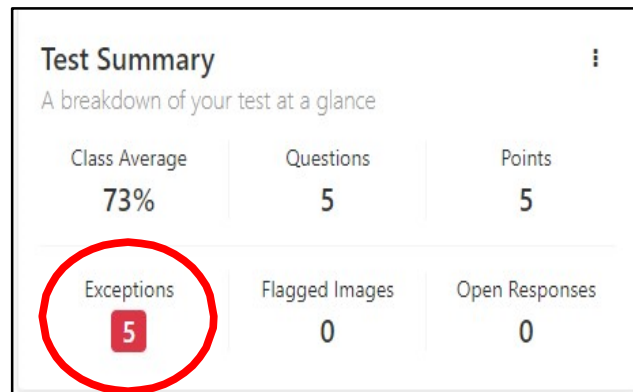 Test Summary
A breakdown of your test at a glance
Class Average Questions Points
73% 5 5
Exceptions Flagged Images Open Responses
5 0 0